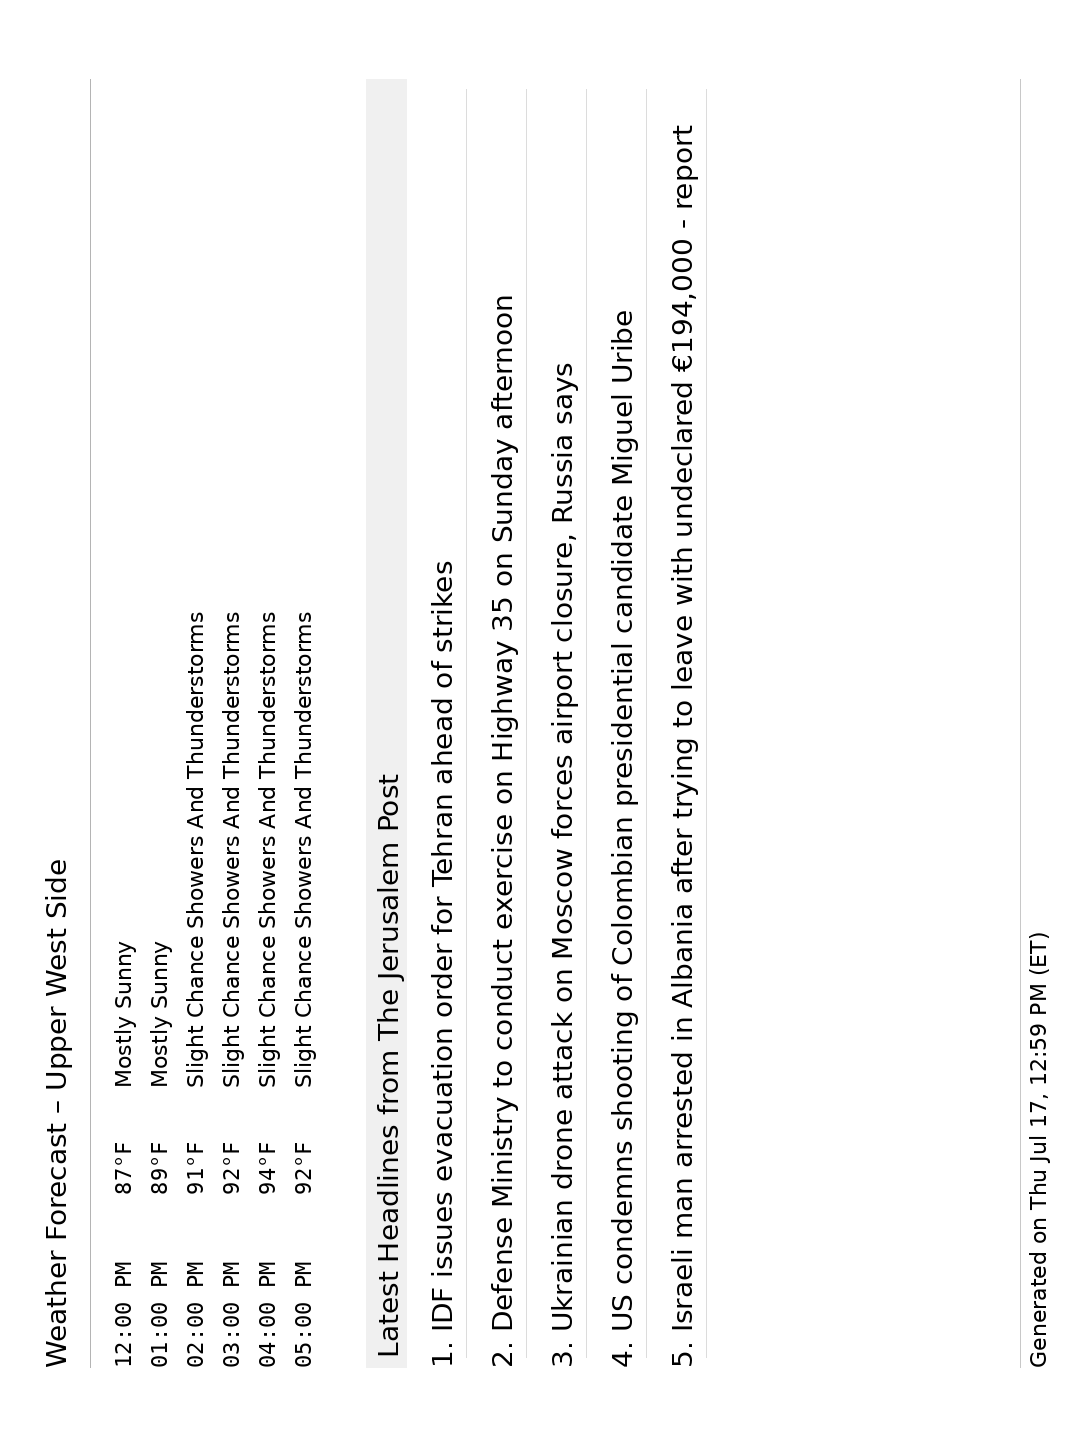 Weather Forecast – Upper West Side
12:00 PM 87°F Mostly Sunny
01:00 PM 89°F Mostly Sunny
02:00 PM 91°F Slight Chance Showers And Thunderstorms
03:00 PM 92°F Slight Chance Showers And Thunderstorms
04:00 PM 94°F Slight Chance Showers And Thunderstorms
05:00 PM 92°F Slight Chance Showers And Thunderstorms
Latest Headlines from The Jerusalem Post
1. IDF issues evacuation order for Tehran ahead of strikes
2. Defense Ministry to conduct exercise on Highway 35 on Sunday afternoon
3. Ukrainian drone attack on Moscow forces airport closure, Russia says
4. US condemns shooting of Colombian presidential candidate Miguel Uribe
5. Israeli man arrested in Albania after trying to leave with undeclared €194,000 - report
Generated on Thu Jul 17, 12:59 PM (ET)